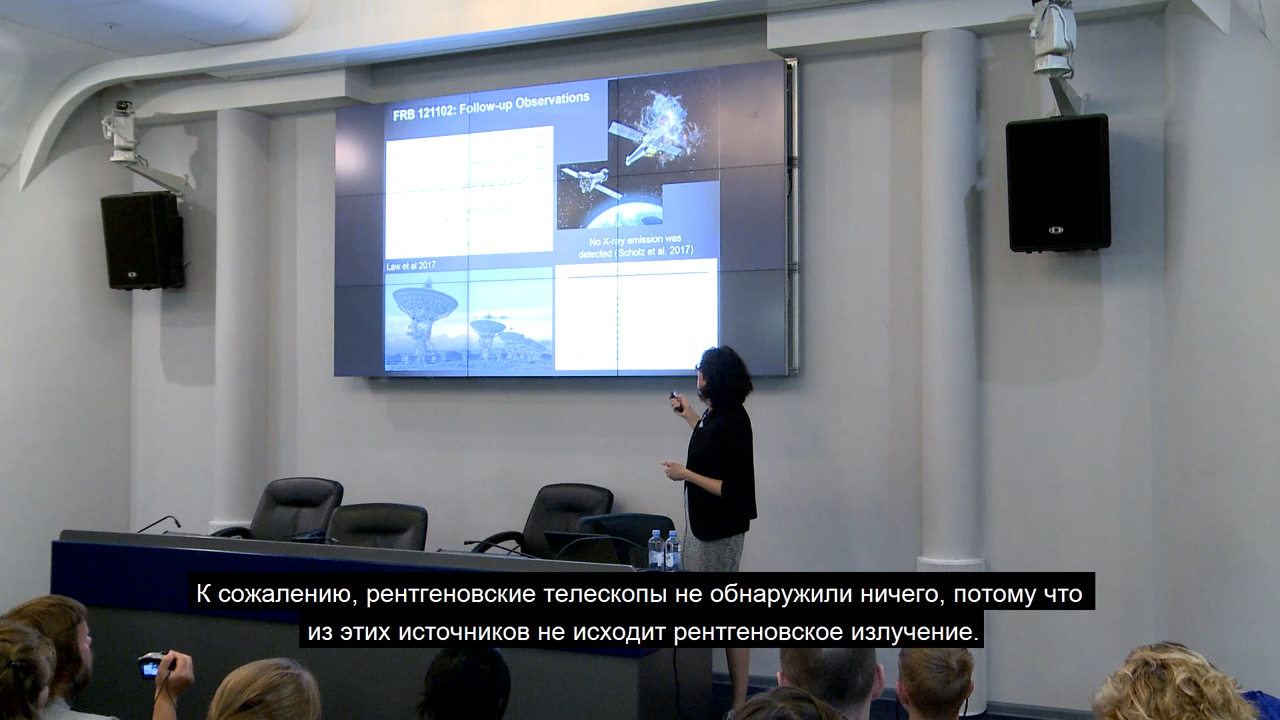 FRB 121102: Follow-up Observations
No X-ray emission was
detected (Scholz et al. 2017)
Law et al 2017
К сожалению, рентгеновские телескопы не обнаружили ничего, потому что
из этих источников не исходит рентгеновское излучение.